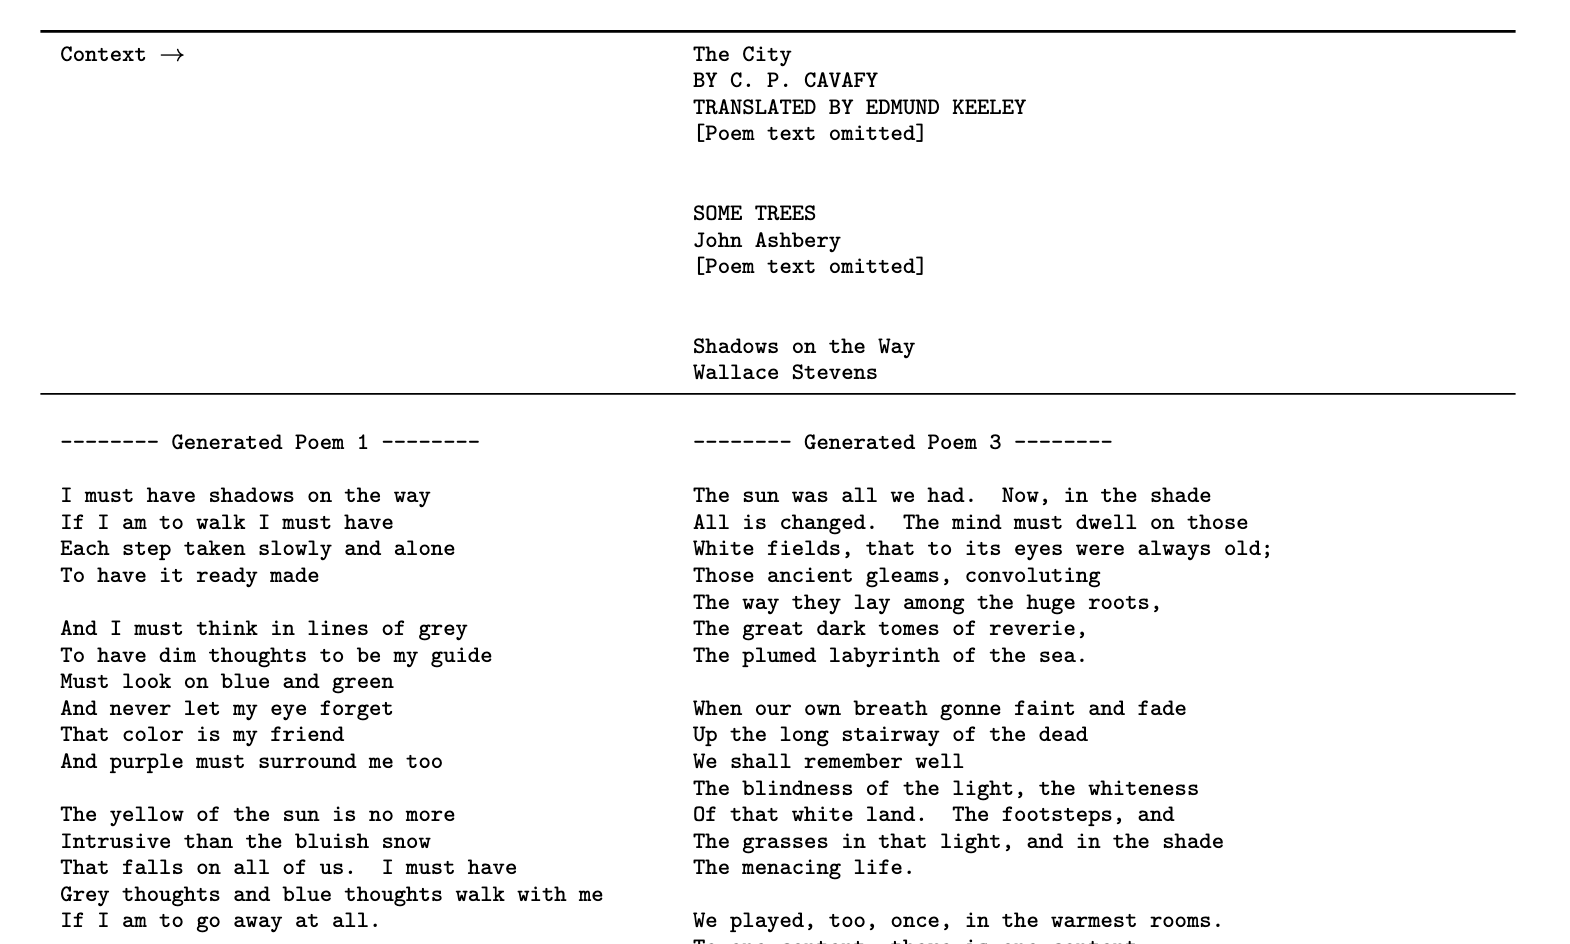 Context →
The City
BY C. P. CAVAFY
TRANSLATED BY EDMUND KEELEY
[Poem text omitted]
SOME TREES
John Ashbery
[Poem text omitted]
Shadows on the Way
Wallace Stevens
-------- Generated Poem 1 --------
I must have shadows on the way
If I am to walk I must have
Each step taken slowly and alone
To have it ready made
And I must think in lines of grey
To have dim thoughts to be my guide
Must look on blue and green
And never let my eye forget
That color is my friend
And purple must surround me too
The yellow of the sun is no more
Intrusive than the bluish snow
That falls on all of us.  I must have
Grey thoughts and blue thoughts walk with me
If I am to go away at all.
-------- Generated Poem 3 --------
The sun was all we had.  Now, in the shade
All is changed.  The mind must dwell on those
White fields, that to its eyes were always old;
Those ancient gleams, convoluting
The way they lay among the huge roots,
The great dark tomes of reverie,
The plumed labyrinth of the sea.
When our own breath gonne faint and fade
Up the long stairway of the dead
We shall remember well
The blindness of the light, the whiteness
Of that white land.  The footsteps, and
The grasses in that light, and in the shade
The menacing life.
We played, too, once, in the warmest rooms.